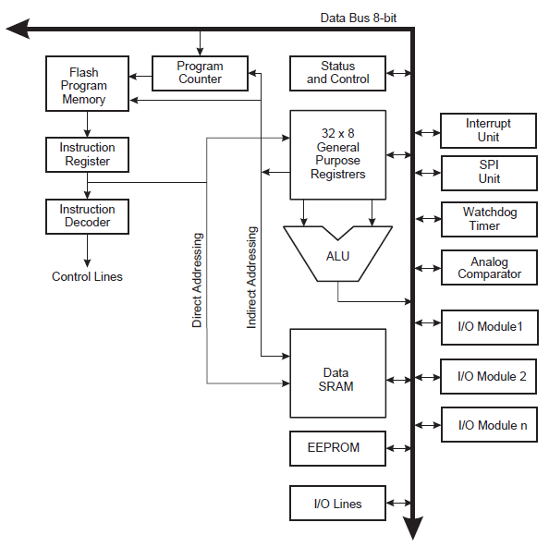 Data Bus 8-bit
Flash
Program
Memory
Program
Counter
Status
and Control
Instruction
Register
32 x 8
General
Purpose
Registrers
Interrupt
Unit
SPI
Unit
Instruction
Decoder
Watchdog
Timer
Control Lines
Direct Addressing
Indirect Addressing
ALU
Analog
Comparator
I/O Module1
Data
SRAM
I/O Module 2
I/O Module n
EEPROM
I/O Lines